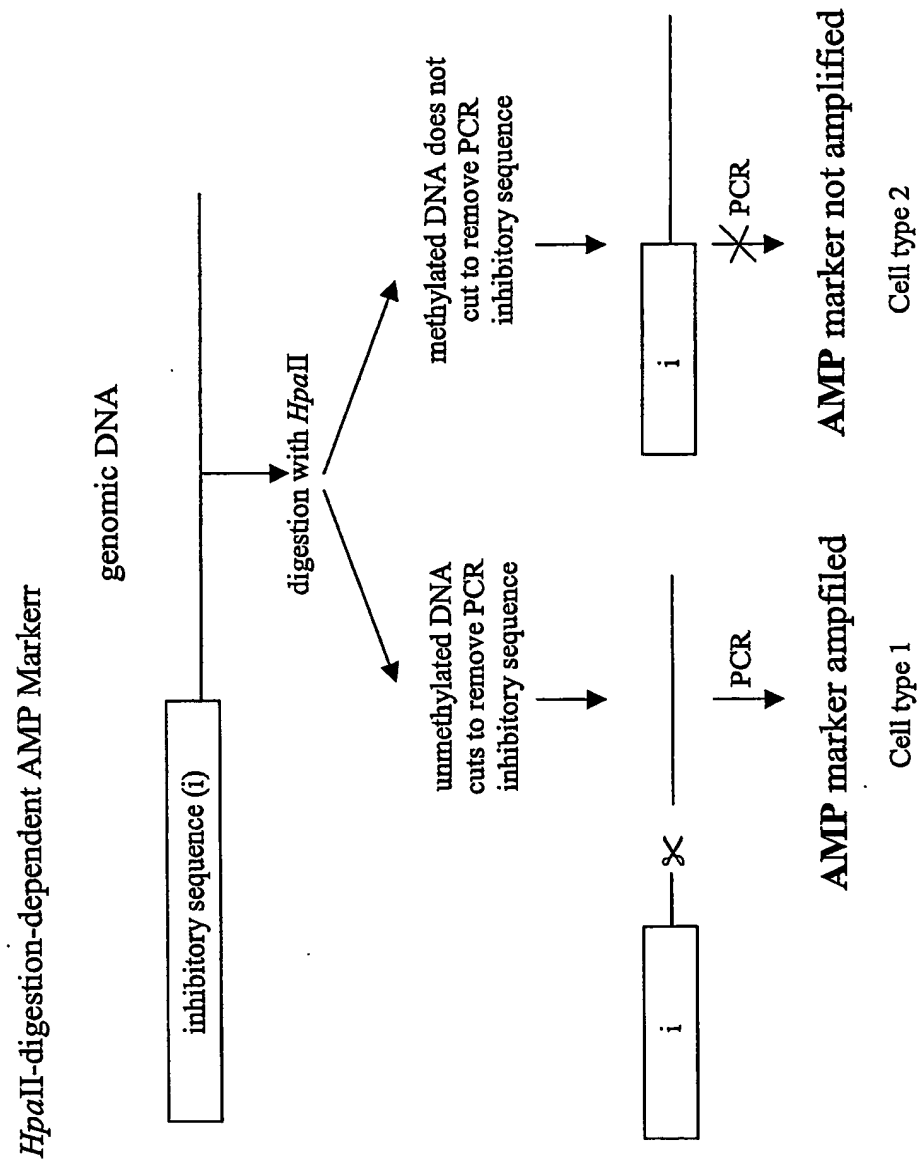 HpaII-digestion-dependent AMP Markerr
genomic DNA
inhibitory sequence (i)
digestion with HpaII
unmethylated DNA
cuts to remove PCR
inhibitory sequence
methylated DNA does not
cut to remove PCR
inhibitory sequence
i
i
PCR
PCR
AMP marker ampfiled
AMP marker not amplified
Cell type 1
Cell type 2